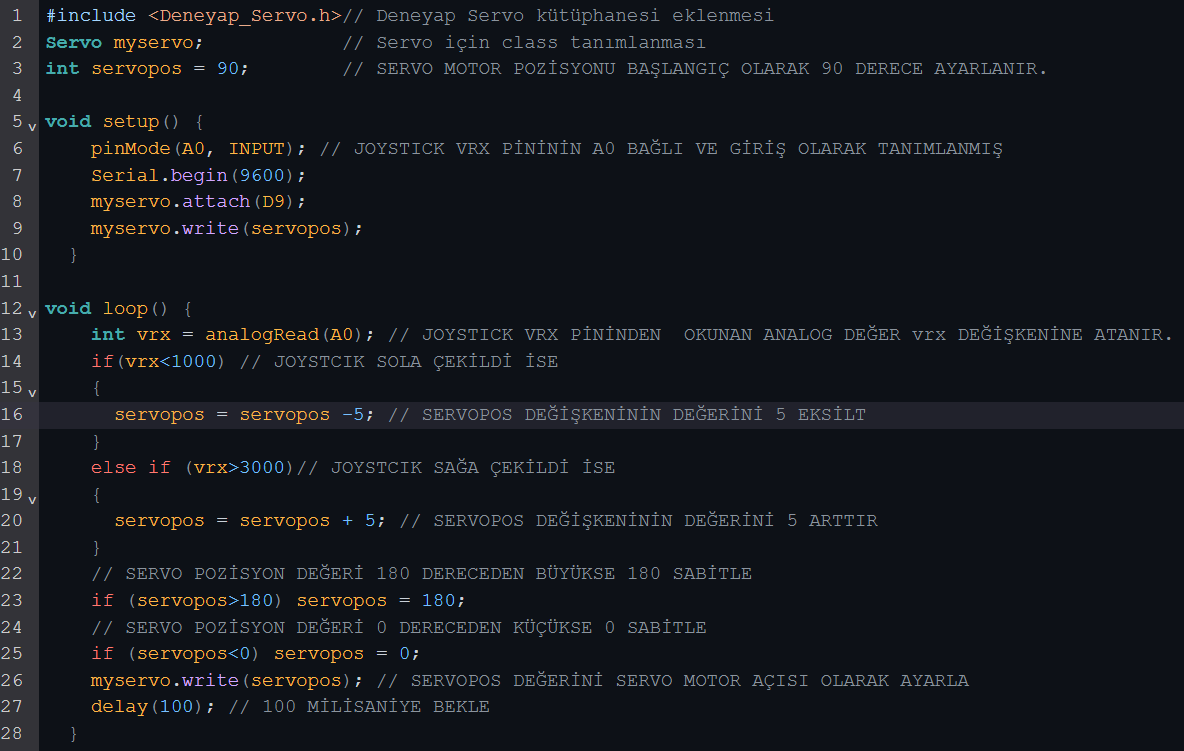 1 #include <Deneyap_Servo.h>// Deneyap Servo kütüphanesi eklenmesi
2 Servo myservo;            // Servo için class tanımlanması
3 int servopos = 90;        // SERVO MOTOR POZİSYONU BAŞLANGIÇ OLARAK 90 DERECE AYARLANIR.
4
5 void setup() {
6     pinMode(A0, INPUT); // JOYSTICK VRX PİNİNİN A0 BAĞLI VE GİRİŞ OLARAK TANIMLANMIŞ
7     Serial.begin(9600);
8     myservo.attach(D9);
9     myservo.write(servopos);
10   }
11
12 void loop() {
13     int vrx = analogRead(A0); // JOYSTICK VRX PİNİNDEN  OKUNAN ANALOG DEĞER vrx DEĞİŞKENİNE ATANIR.
14     if(vrx<1000) // JOYSTCIK SOLA ÇEKİLDİ İSE
15     {
16       servopos = servopos -5; // SERVOPOS DEĞİŞKENİNİN DEĞERİNİ 5 EKSİLT
17     }
18     else if (vrx>3000)// JOYSTCIK SAĞA ÇEKİLDİ İSE
19     {
20       servopos = servopos + 5; // SERVOPOS DEĞİŞKENİNİN DEĞERİNİ 5 ARTTIR
21     }
22     // SERVO POZİSYON DEĞERİ 180 DERECEDEN BÜYÜKSE 180 SABİTLE
23     if (servopos>180) servopos = 180;
24     // SERVO POZİSYON DEĞERİ 0 DERECEDEN KÜÇÜKSE 0 SABİTLE
25     if (servopos<0) servopos = 0;
26     myservo.write(servopos); // SERVOPOS DEĞERİNİ SERVO MOTOR AÇISI OLARAK AYARLA
27     delay(100); // 100 MİLİSANİYE BEKLE
28   }